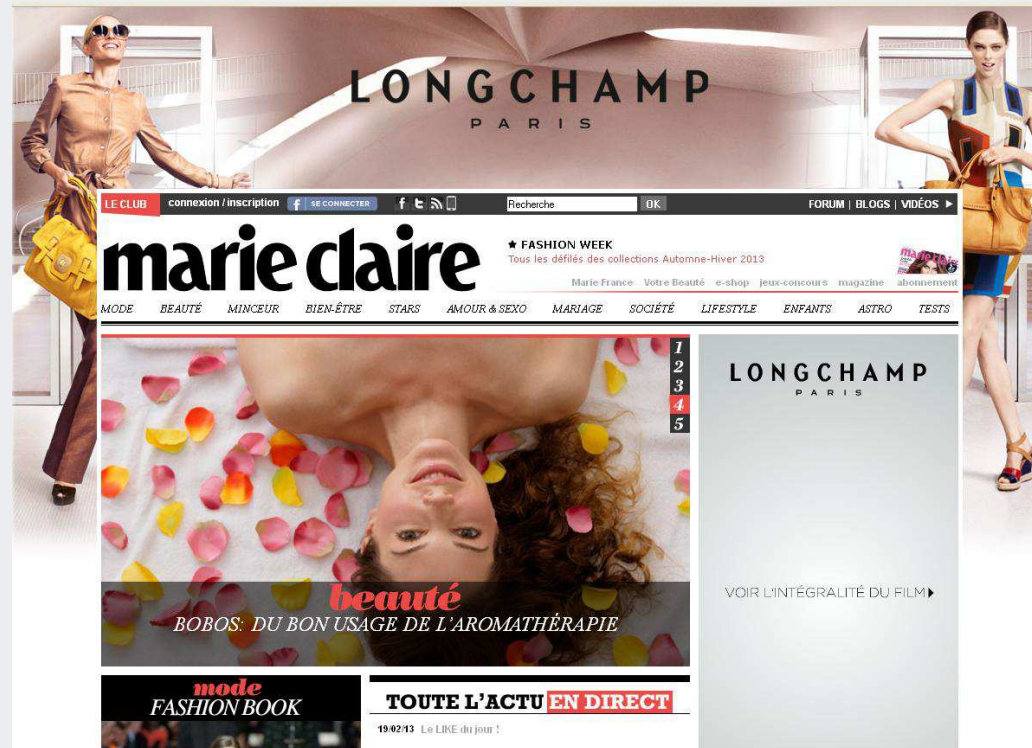 LONGCHAMP
PARIS
LE CLUB connexion / inscription f SE CONNECTER Recherche OK FORUM | BLOGS | VIDÉOS
marie claire
★ FASHION WEEK
Tous les défilés des collections Automne-Hiver 2013
marie claire
Marie France Votre Beauté e-shop jeux-concours magazine abonnement
MODE BEAUTÉ MINCEUR BIEN-ÊTRE STARS AMOUR & SEXO MARIAGE SOCIÉTÉ LIFESTYLE ENFANTS ASTRO TESTS
1
2
3
4
5
beauté
BOBOS: DU BON USAGE DE L'AROMATHÉRAPIE
LONGCHAMP
PARIS
VOIR L'INTÉGRALITÉ DU FILM
mode
FASHION BOOK
TOUTE L'ACTU EN DIRECT
19/02/13 Le LIKE du jour !